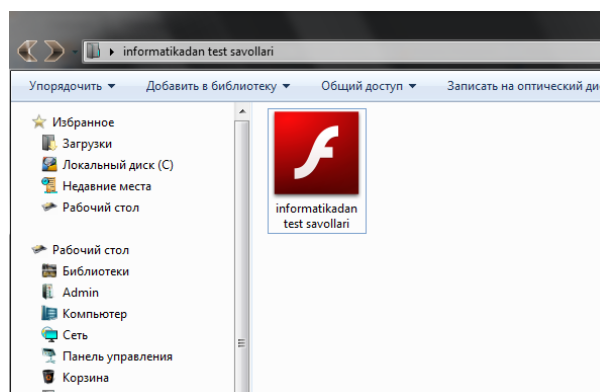 informatikadan test savollari
Упорядочить Добавить в библиотеку Общий доступ Записать на оптический ди
Избранное
Загрузки
Локальный диск (C)
Недавние места
Рабочий стол
informatikadan
test savollari
Рабочий стол
Библиотеки
Admin
Компьютер
Сеть
Панель управления
Корзина